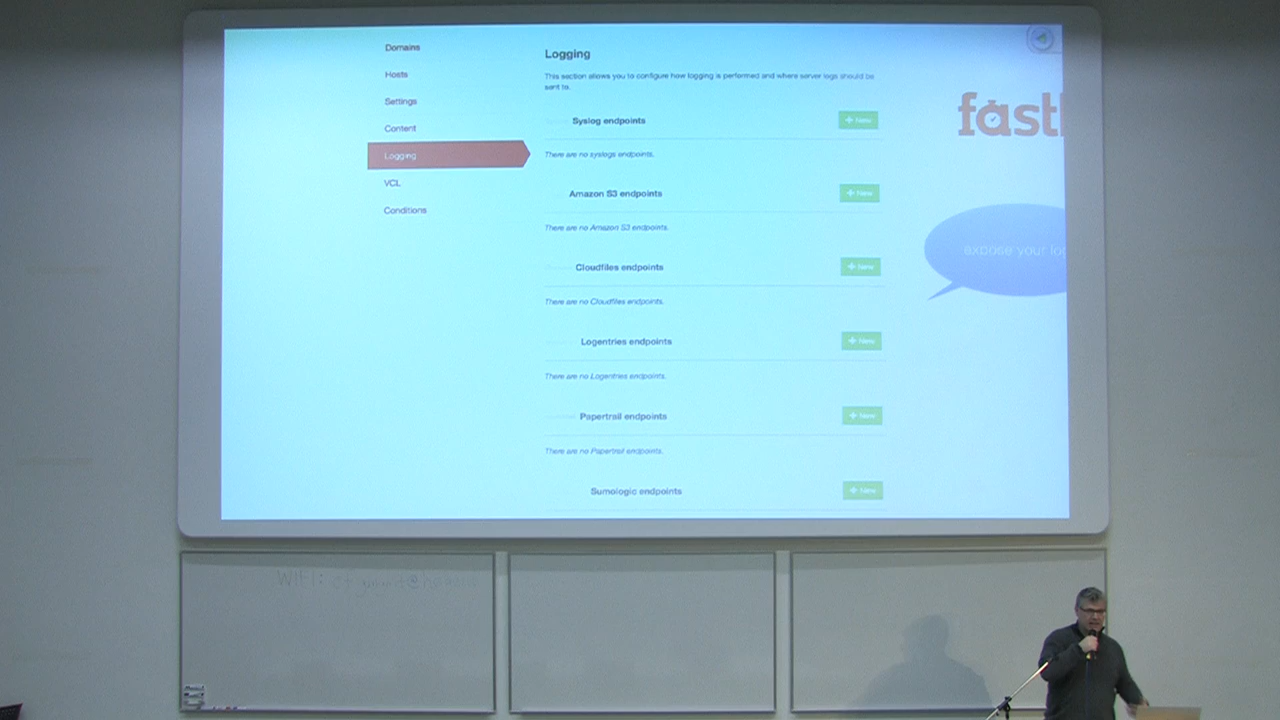 Domains
Hosts
Settings
Content
Logging
VCL
Conditions
Logging
This section allows you to configure how logging is performed and where server logs should be
sent to.
Syslog endpoints
+ New
There are no syslogs endpoints.
Amazon S3 endpoints
+ New
There are no Amazon S3 endpoints.
Cloudfiles endpoints
+ New
There are no Cloudfiles endpoints.
Logentries endpoints
+ New
There are no Logentries endpoints.
Papertrail endpoints
+ New
There are no Papertrail endpoints.
Sumologic endpoints
+ New
fastl
expose your lo
WIFI: